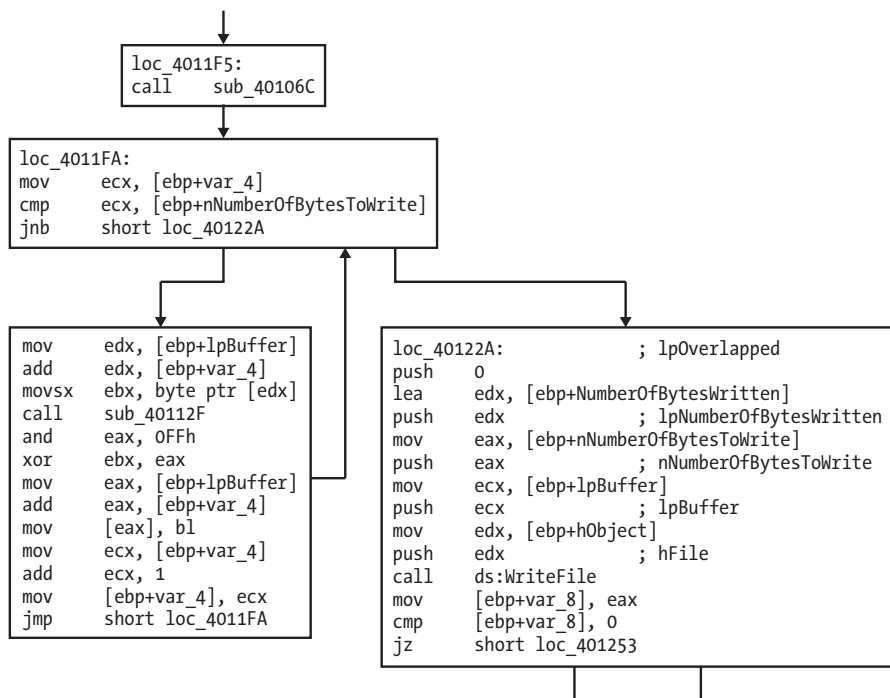 loc_4011F5:
call sub_40106C
loc_4011FA:
mov ecx, [ebp+var_4]
cmp ecx, [ebp+nNumberOfBytesToWrite]
jnb short loc_40122A
mov edx, [ebp+lpBuffer]
add edx, [ebp+var_4]
movsx ebx, byte ptr [edx]
call sub_40112F
and eax, 0FFh
xor ebx, eax
mov eax, [ebp+lpBuffer]
add eax, [ebp+var_4]
mov [eax], bl
mov ecx, [ebp+var_4]
add ecx, 1
mov [ebp+var_4], ecx
jmp short loc_4011FA
loc_40122A: ; lpOverlapped
push 0
lea edx, [ebp+NumberOfBytesWritten]
push edx ; lpNumberOfBytesWritten
mov eax, [ebp+nNumberOfBytesToWrite]
push eax ; nNumberOfBytesToWrite
mov ecx, [ebp+lpBuffer]
push ecx ; lpBuffer
mov edx, [ebp+hObject]
push edx ; hFile
call ds:WriteFile
mov [ebp+var_8], eax
cmp [ebp+var_8], 0
jz short loc_401253